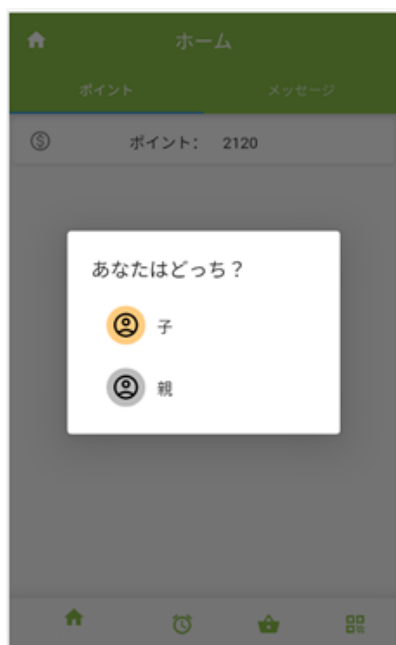 ホーム
ポイント メッセージ
ポイント： 2120
あなたはどっち？
子
親